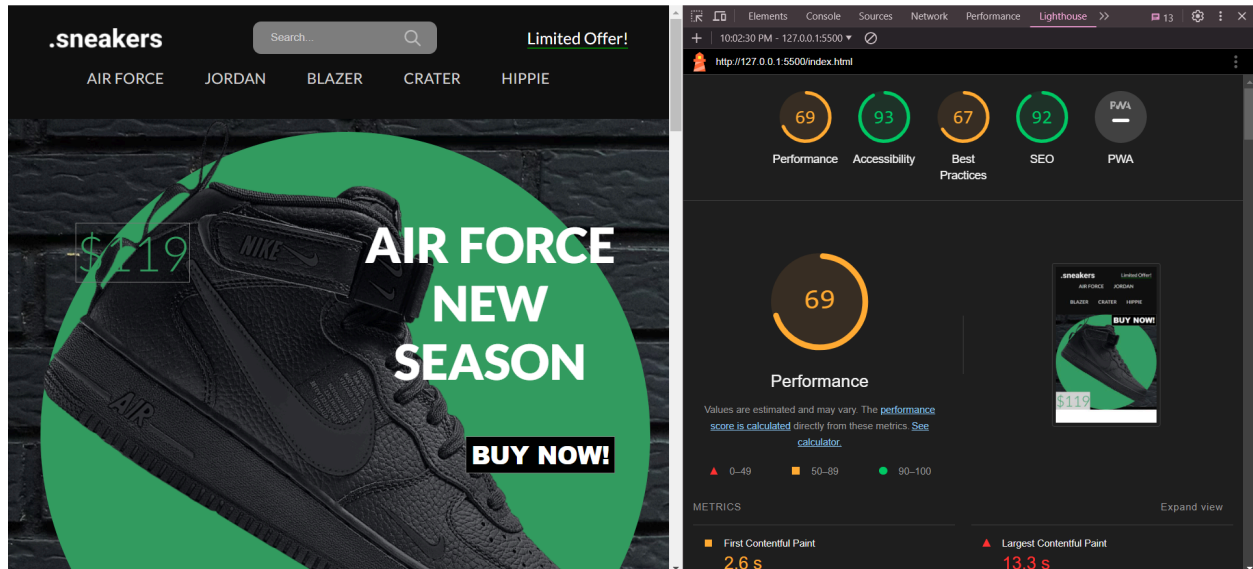 .sneakers
Search...
Limited Offer!
AIR FORCE JORDAN BLAZER CRATER HIPPIE
$119
NIKE
AIR FORCE
NEW
SEASON
AIR
BUY NOW!
Elements Console Sources Network Performance Lighthouse
13
10:02:30 PM - 127.0.0.1:5500
http://127.0.0.1:5500/index.html
69 93 67 92 PWA
Performance Accessibility Best Practices SEO PWA
69
Performance
Values are estimated and may vary. The performance
score is calculated directly from these metrics. See
calculator.
0–49 50–89 90–100
.sneakers Limited Offer!
AIR FORCE JORDAN
BLAZER CRATER HIPPIE
BUY NOW!
$119
METRICS Expand view
First Contentful Paint
2.6 s
Largest Contentful Paint
13.3 s